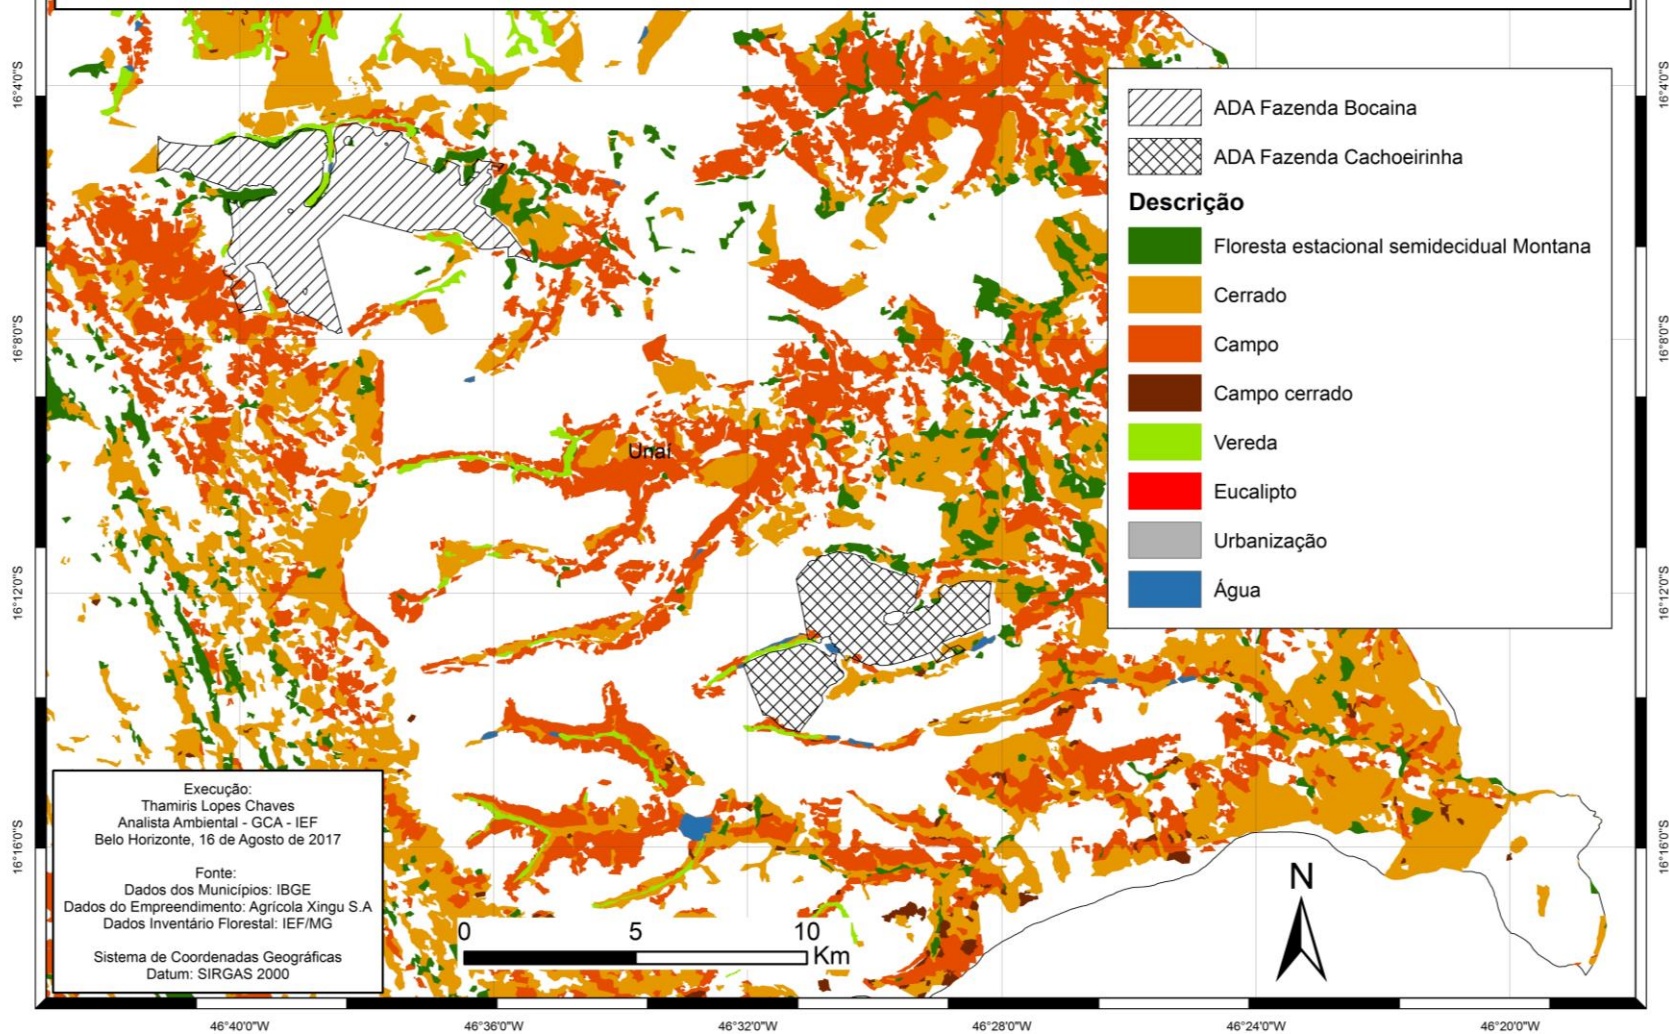 16°4'0"S
16°4'0"S
ADA Fazenda Bocaina
ADA Fazenda Cachoeirinha
Descrição
Floresta estacional semidecidual Montana
Cerrado
Campo
Campo cerrado
Vereda
Eucalipto
Urbanização
Água
16°8'0"S
16°8'0"S
Unaí
16°12'0"S
16°12'0"S
Execução:
Thamiris Lopes Chaves
Analista Ambiental - GCA - IEF
Belo Horizonte, 16 de Agosto de 2017
Fonte:
Dados dos Municípios: IBGE
Dados do Empreendimento: Agrícola Xingu S.A
Dados Inventário Florestal: IEF/MG
Sistema de Coordenadas Geográficas
Datum: SIRGAS 2000
16°16'0"S
16°16'0"S
N
0 5 10
Km
46°40'0"W 46°36'0"W 46°32'0"W 46°28'0"W 46°24'0"W 46°20'0"W